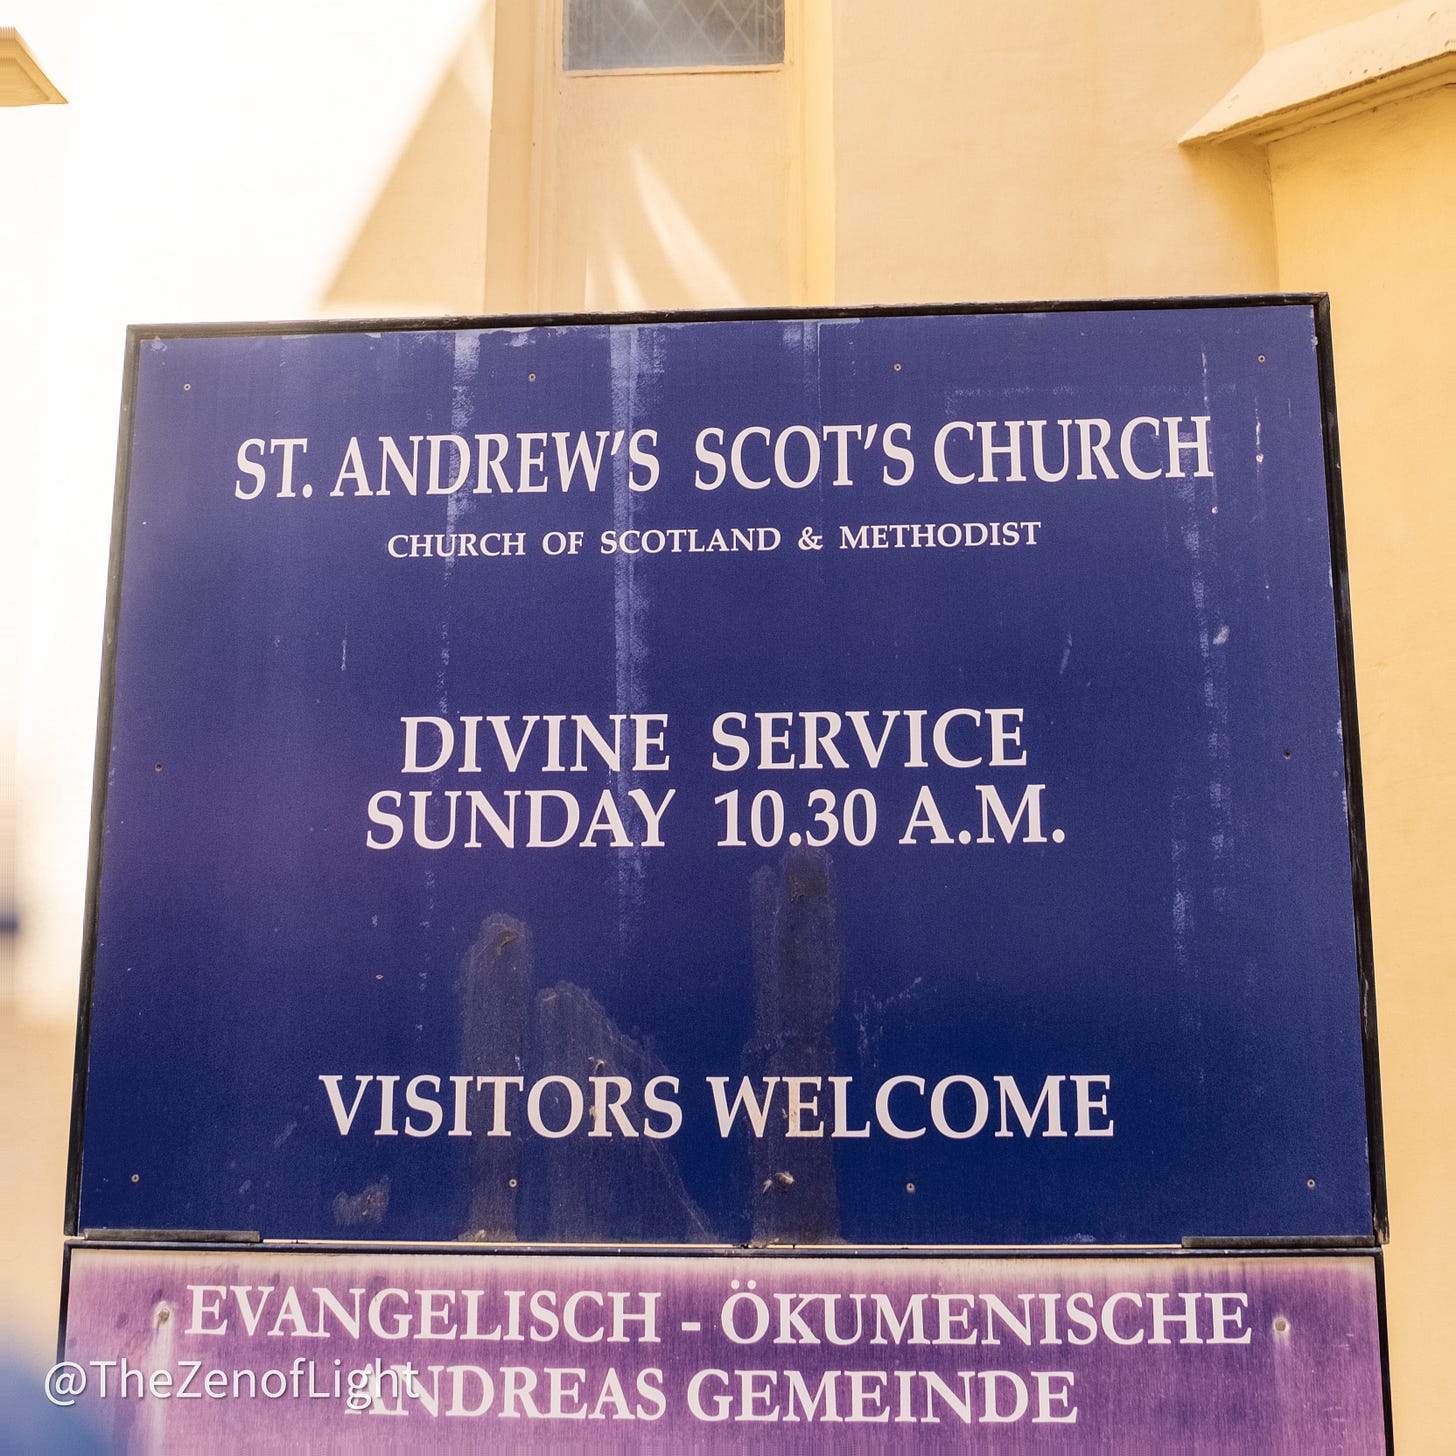 ST. ANDREW'S SCOT'S CHURCH
CHURCH OF SCOTLAND & METHODIST
DIVINE SERVICE
SUNDAY 10.30 A.M.
VISITORS WELCOME
EVANGELISCH - ÖKUMENISCHE
ANDREAS GEMEINDE
@TheZenofLight